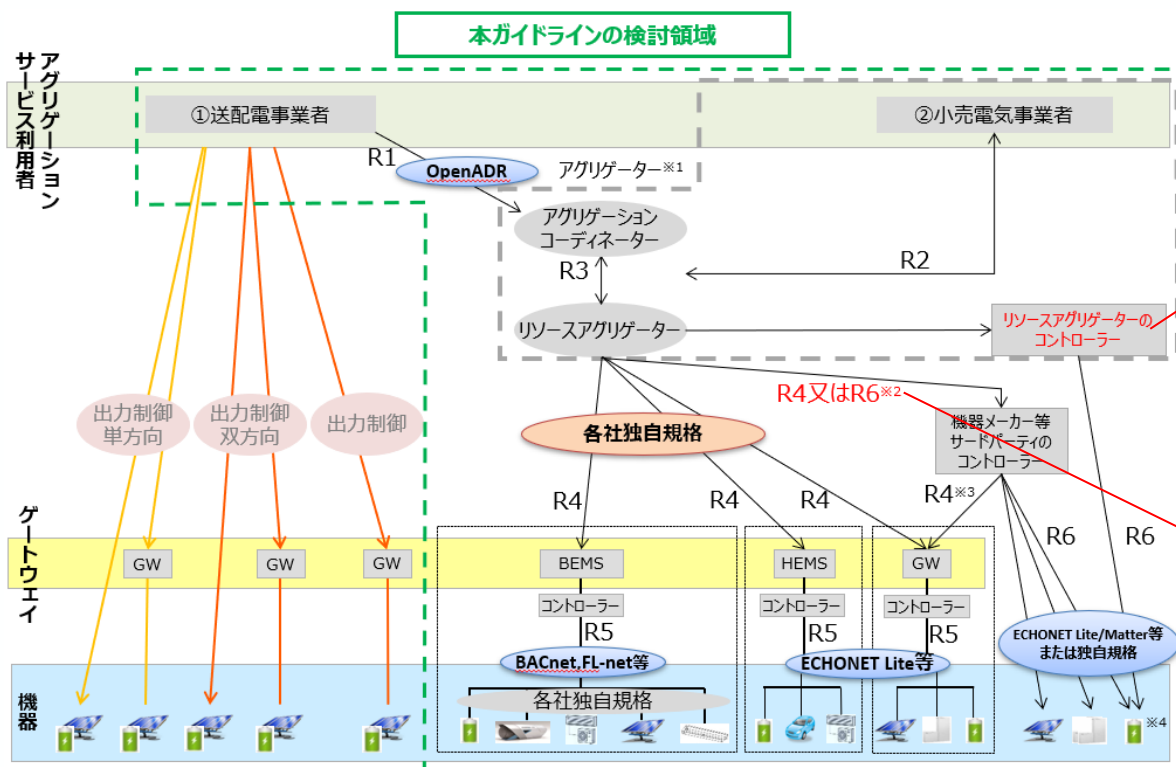 本ガイドラインの検討領域
アグリゲーション
サービス利用者
①送配電事業者
②小売電気事業者
R1
OpenADR
アグリゲーター※1
アグリゲーション
コーディネーター
R3
R2
リソースアグリゲーター
リソースアグリゲーターの
コントローラー
出力制御
単方向
出力制御
双方向
出力制御
各社独自規格
R4又はR6※2
機器メーカー等
サードパーティの
コントローラー
R4
R4
R4
R4※3
R6
R6
ゲートウェイ
GW
GW
GW
BEMS
HEMS
GW
コントローラー
コントローラー
コントローラー
R5
R5
R5
BACnet,FL-net等
ECHONET Lite等
ECHONET Lite/Matter等
または独自規格
機器
各社独自規格
※4